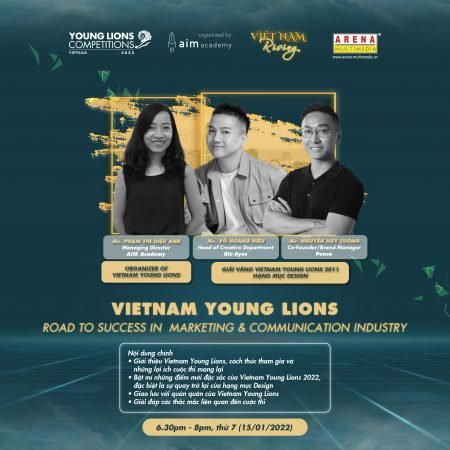 YOUNG LIONS
COMPETITIONS
VIETNAM 2022
organized by
aim academy
VIỆT NAM
Rising
ARENA
MULTIMEDIA
www.arena-multimedia.vn
Ms. PHẠM THỊ DIỆU ANH
Managing Director
AIM Academy
Mr. VÕ HOÀNG HIẾU
Head of Creative Department
Biz-Eyes
Mr. NGUYỄN HUY CƯỜNG
Co-Founder/Brand Manager
Penso
ORGANIZER OF
VIETNAM YOUNG LIONS
GIẢI VÀNG VIETNAM YOUNG LIONS 2011
HẠNG MỤC DESIGN
VIETNAM YOUNG LIONS
ROAD TO SUCCESS IN MARKETING & COMMUNICATION INDUSTRY
Nội dung chính
• Giới thiệu Vietnam Young Lions, cách thức tham gia và
những lợi ích cuộc thi mang lại
• Bật mí những điểm mới đặc sắc của Vietnam Young Lions 2022,
đặc biệt là sự quay trở lại của hạng mục Design
• Giao lưu với quán quân của Vietnam Young Lions
• Giải đáp các thắc mắc liên quan đến cuộc thi
6.30pm - 8pm, thứ 7 (15/01/2022)